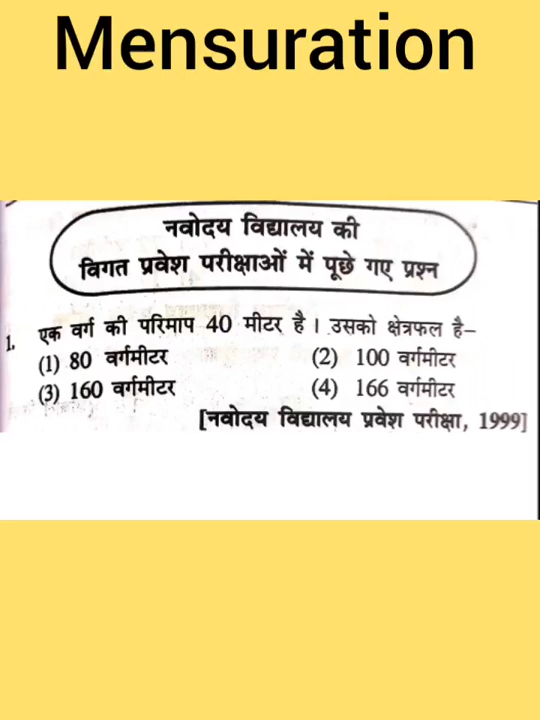 Mensuration
नवोदय विद्यालय की
विगत प्रवेश परीक्षाओं में पूछे गए प्रश्न
1. एक वर्ग की परिमाप 40 मीटर है। उसको क्षेत्रफल है–
(1) 80 वर्गमीटर (2) 100 वर्गमीटर
(3) 160 वर्गमीटर (4) 166 वर्गमीटर
[नवोदय विद्यालय प्रवेश परीक्षा, 1999]